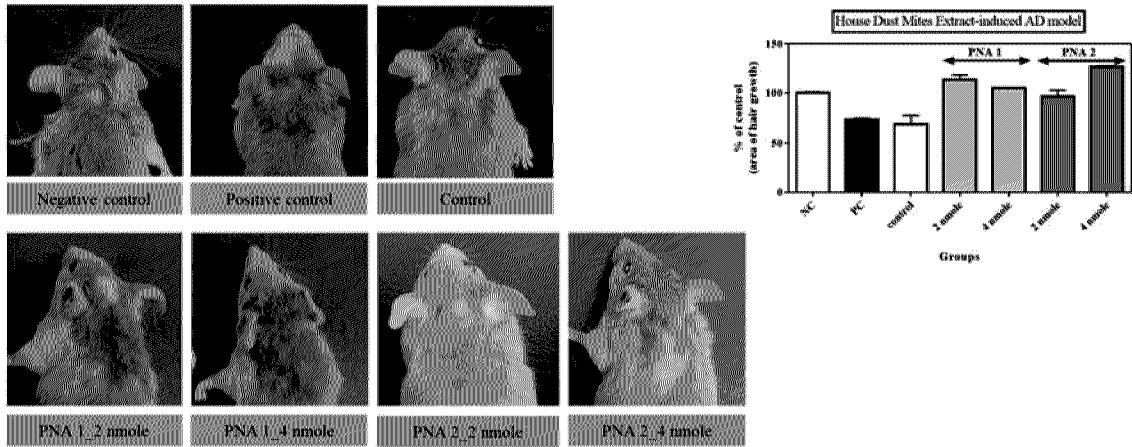 Negative control
Positive control
Control
PNA 1_2 nmole
PNA 1_4 nmole
PNA 2_2 nmole
PNA 2_4 nmole
House Dust Mites Extract-induced AD model
PNA 1
PNA 2
150
100
50
0
% of control
(area of hair growth)
NC
PC
control
2 nmole
4 nmole
2 nmole
4 nmole
Groups